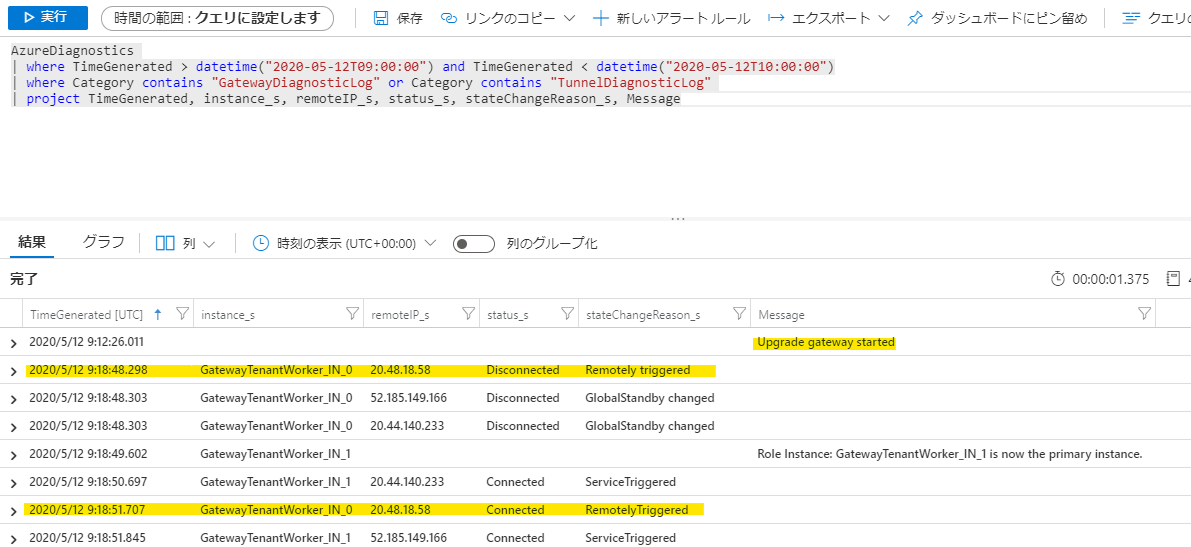 実行 時間の範囲 : クエリに設定します 保存 リンクのコピー 新しいアラート ルール エクスポート ダッシュボードにピン留め クエリの
AzureDiagnostics
| where TimeGenerated > datetime("2020-05-12T09:00:00") and TimeGenerated < datetime("2020-05-12T10:00:00")
| where Category contains "GatewayDiagnosticLog" or Category contains "TunnelDiagnosticLog"
| project TimeGenerated, instance_s, remoteIP_s, status_s, stateChangeReason_s, Message
結果 グラフ 列 時刻の表示 (UTC+00:00) 列のグループ化
完了 00:00:01.375
TimeGenerated [UTC] instance_s remoteIP_s status_s stateChangeReason_s Message
2020/5/12 9:12:26.011 Upgrade gateway started
2020/5/12 9:18:48.298 GatewayTenantWorker_IN_0 20.48.18.58 Disconnected Remotely triggered
2020/5/12 9:18:48.303 GatewayTenantWorker_IN_0 52.185.149.166 Disconnected GlobalStandby changed
2020/5/12 9:18:48.303 GatewayTenantWorker_IN_0 20.44.140.233 Disconnected GlobalStandby changed
2020/5/12 9:18:49.602 GatewayTenantWorker_IN_1 Role Instance: GatewayTenantWorker_IN_1 is now the primary instance.
2020/5/12 9:18:50.697 GatewayTenantWorker_IN_1 20.44.140.233 Connected ServiceTriggered
2020/5/12 9:18:51.707 GatewayTenantWorker_IN_0 20.48.18.58 Connected RemotelyTriggered
2020/5/12 9:18:51.845 GatewayTenantWorker_IN_1 52.185.149.166 Connected ServiceTriggered